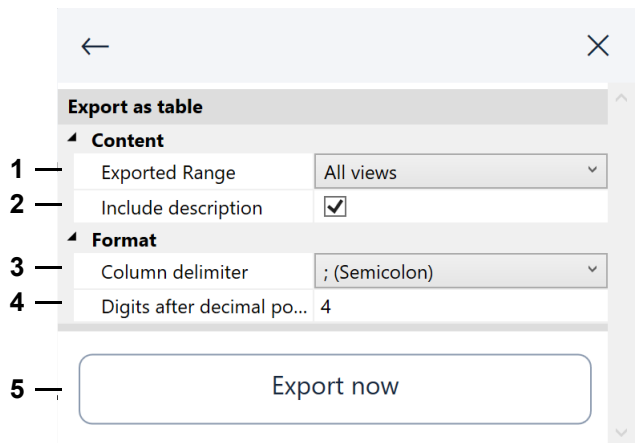 Export as table
Content
1 Exported Range All views
2 Include description
Format
3 Column delimiter ; (Semicolon)
4 Digits after decimal po... 4
5 Export now